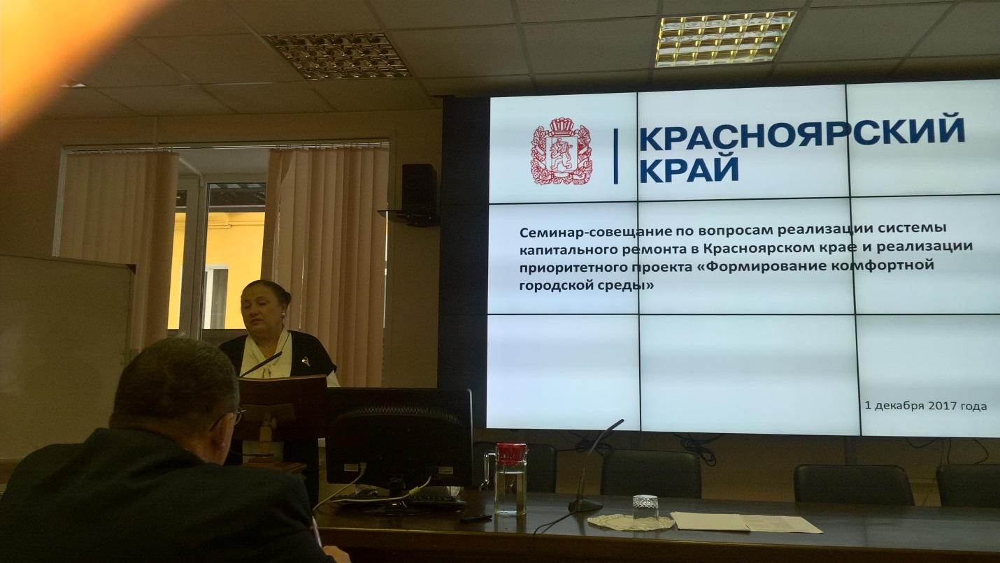 КРАСНОЯРСКИЙ
КРАЙ
Семинар-совещание по вопросам реализации системы
капитального ремонта в Красноярском крае и реализации
приоритетного проекта «Формирование комфортной
городской среды»
1 декабря 2017 года